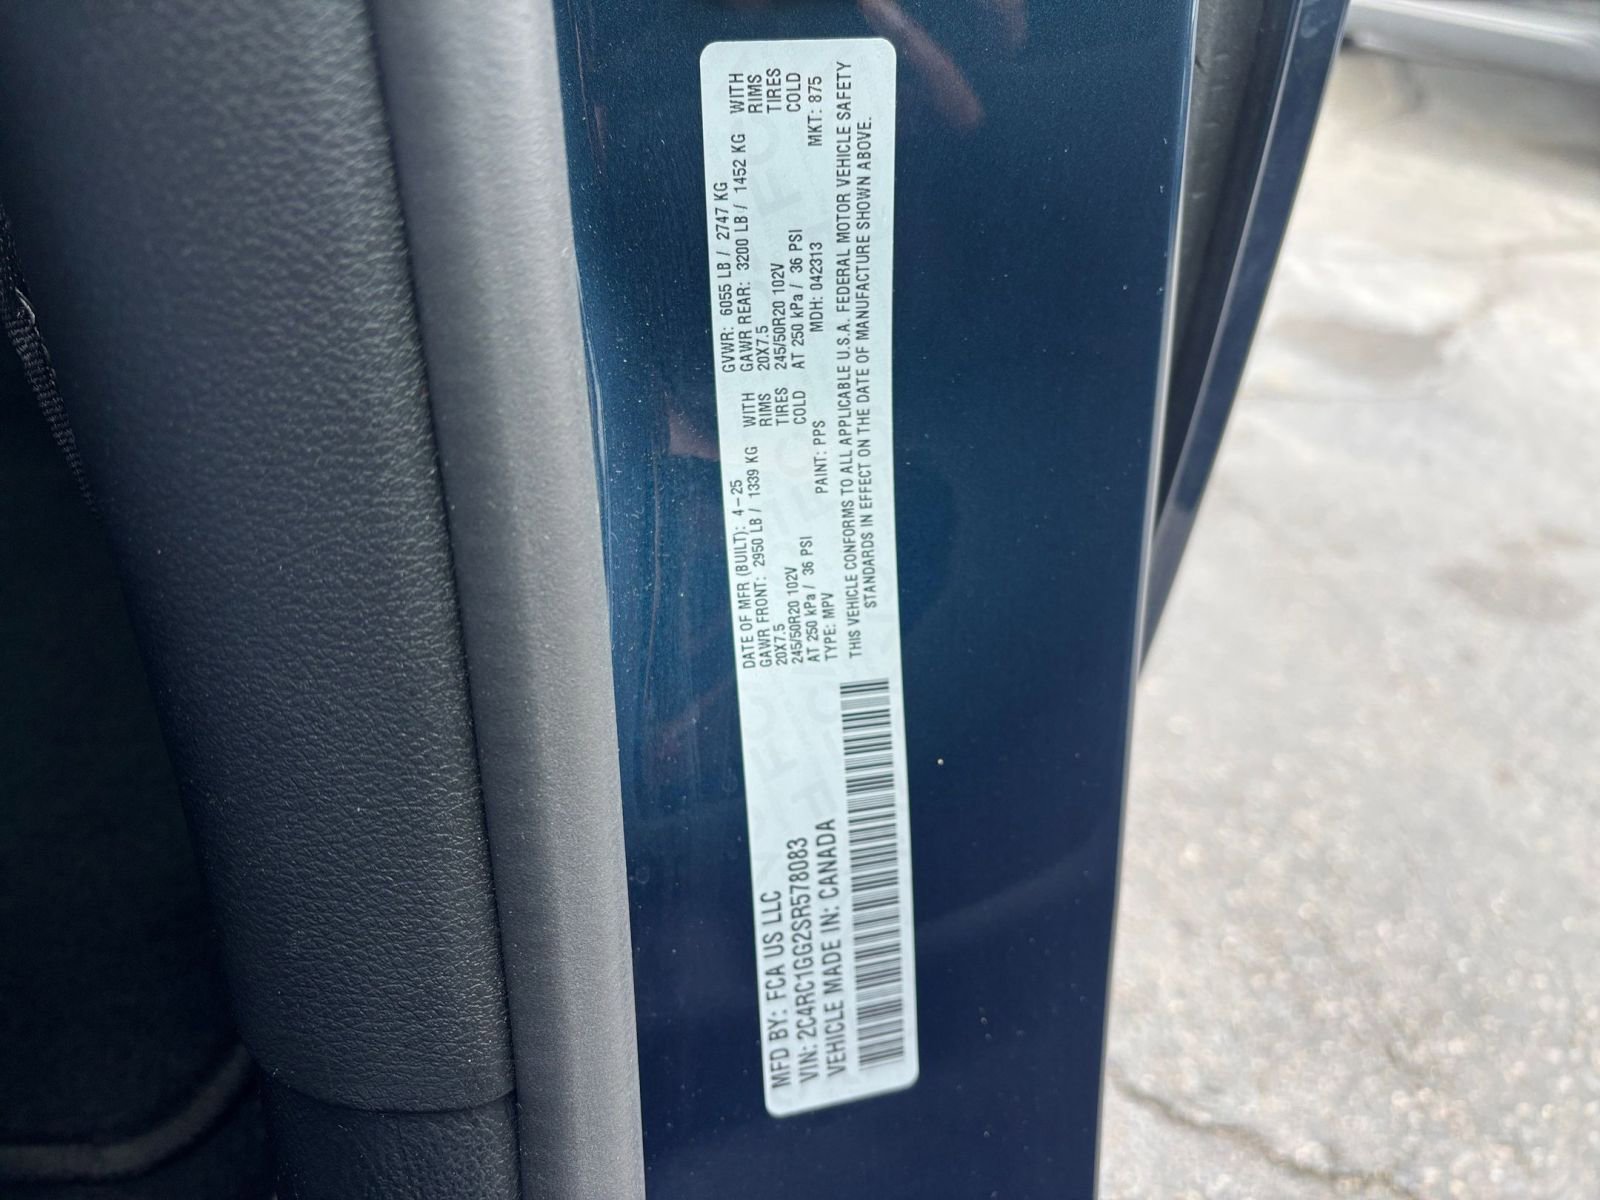 MFD BY: FCA US LLC
VIN: 2C4RC1GG2SR578083
VEHICLE MADE IN: CANADA
DATE OF MFR (BUILT): 4-25 GVWR: 6055 LB / 2747 KG
GAWR FRONT: 2950 LB / 1339 KG WITH GAWR REAR: 3200 LB / 1452 KG WITH
20X7.5 RIMS 20X7.5 RIMS
245/50R20 102V TIRES 245/50R20 102V TIRES
AT 250 kPa / 36 PSI COLD AT 250 kPa / 36 PSI COLD
TYPE: MPV PAINT: PPS MDH: 042313 MKT: 875
THIS VEHICLE CONFORMS TO ALL APPLICABLE U.S.A. FEDERAL MOTOR VEHICLE SAFETY
STANDARDS IN EFFECT ON THE DATE OF MANUFACTURE SHOWN ABOVE.